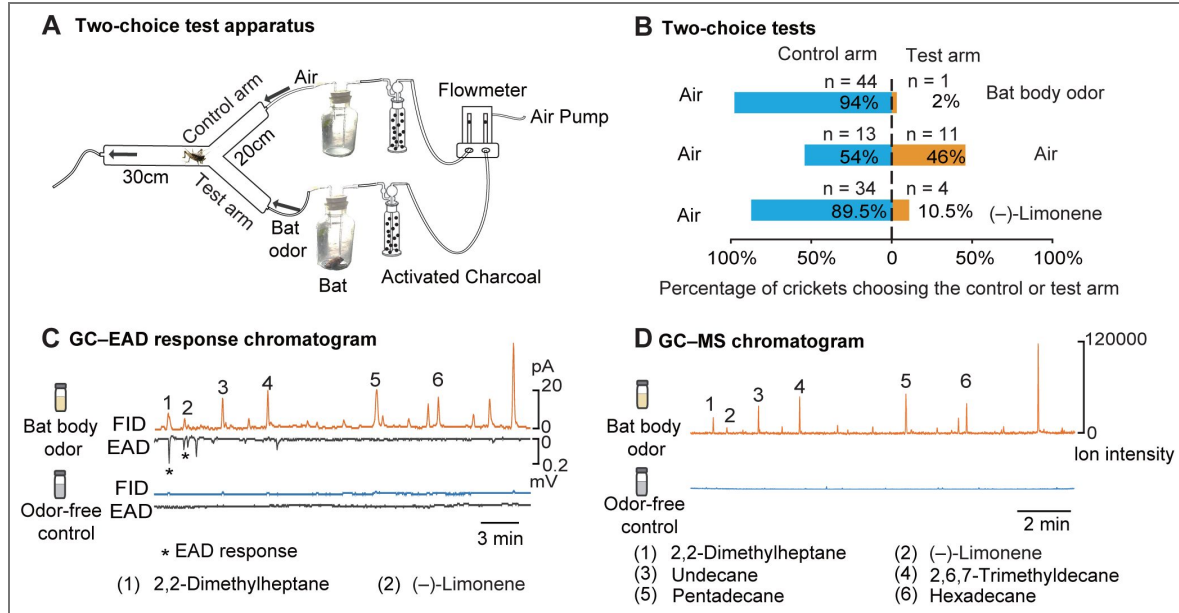 A Two-choice test apparatus
Air
Control arm
20cm
30cm
Test arm
Bat
odor
Bat
Activated Charcoal
Flowmeter
Air Pump
B Two-choice tests
Control arm Test arm
n = 44 n = 1
Air 94% 2% Bat body odor
n = 13 n = 11
Air 54% 46% Air
n = 34 n = 4
Air 89.5% 10.5% (–)-Limonene
100% 50% 0 50% 100%
Percentage of crickets choosing the control or test arm
C GC–EAD response chromatogram
pA
20
0
0
0.2
mV
1 2 3 4 5 6
Bat body
odor
FID
EAD
* *
Odor-free
control
FID
EAD
3 min
* EAD response
(1) 2,2-Dimethylheptane (2) (–)-Limonene
D GC–MS chromatogram
120000
0
Ion intensity
1 2 3 4 5 6
Bat body
odor
Odor-free
control
2 min
(1) 2,2-Dimethylheptane (2) (–)-Limonene
(3) Undecane (4) 2,6,7-Trimethyldecane
(5) Pentadecane (6) Hexadecane